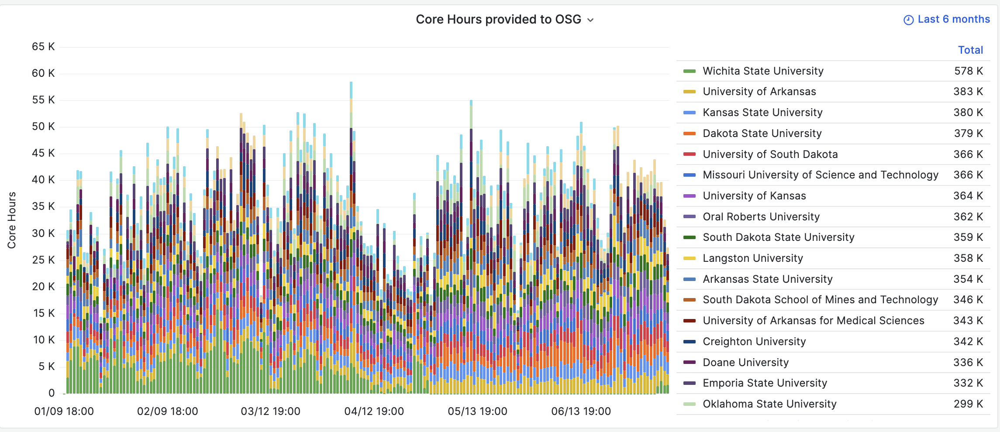 Core Hours provided to OSG
Last 6 months
Core Hours
65 K
60 K
55 K
50 K
45 K
40 K
35 K
30 K
25 K
20 K
15 K
10 K
5 K
0
01/09 18:00
02/09 18:00
03/12 19:00
04/12 19:00
05/13 19:00
06/13 19:00
Total
Wichita State University 578 K
University of Arkansas 383 K
Kansas State University 380 K
Dakota State University 379 K
University of South Dakota 366 K
Missouri University of Science and Technology 366 K
University of Kansas 364 K
Oral Roberts University 362 K
South Dakota State University 359 K
Langston University 358 K
Arkansas State University 354 K
South Dakota School of Mines and Technology 346 K
University of Arkansas for Medical Sciences 343 K
Creighton University 342 K
Doane University 336 K
Emporia State University 332 K
Oklahoma State University 299 K